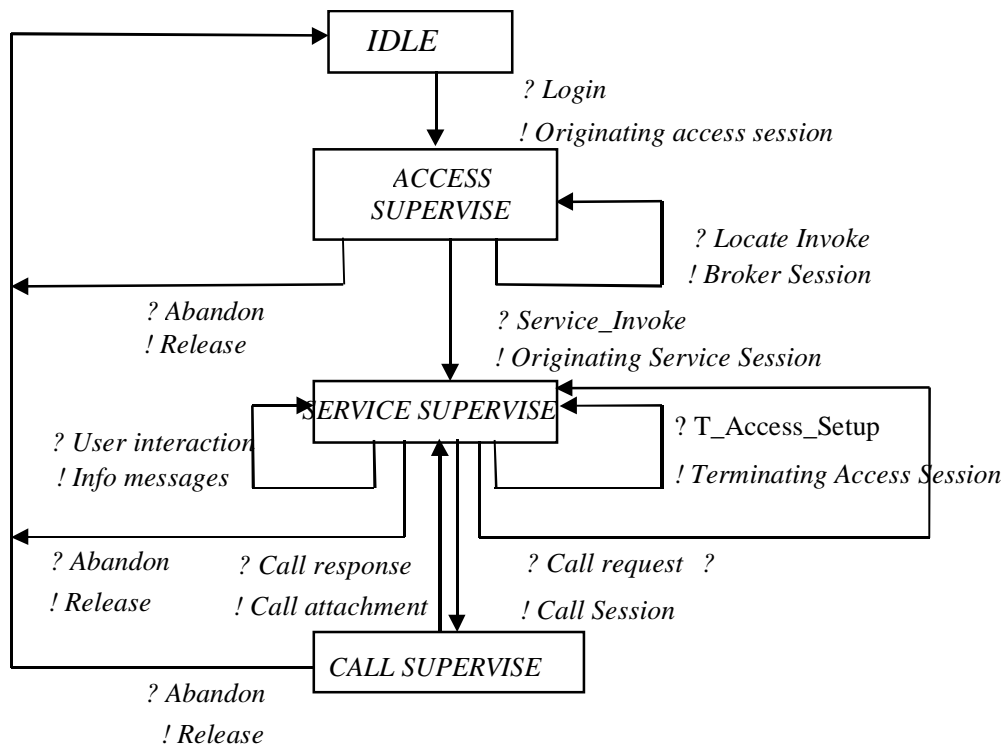 IDLE
? Login
! Originating access session
ACCESS
SUPERVISE
? Locate Invoke
! Broker Session
? Abandon
! Release
? Service_Invoke
! Originating Service Session
SERVICE SUPERVISE
? User interaction
! Info messages
? T_Access_Setup
! Terminating Access Session
? Abandon
! Release
? Call response
! Call attachment
? Call request ?
! Call Session
CALL SUPERVISE
? Abandon
! Release